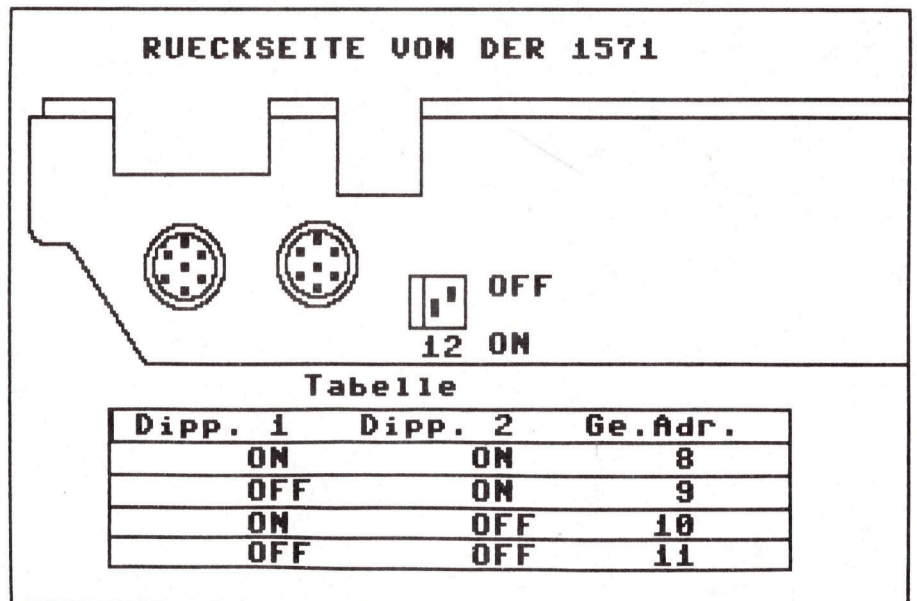 RUECKSEITE VON DER 1571
OFF
12 ON
Tabelle
Dipp. 1 Dipp. 2 Ge.Adr.
ON ON 8
OFF ON 9
ON OFF 10
OFF OFF 11